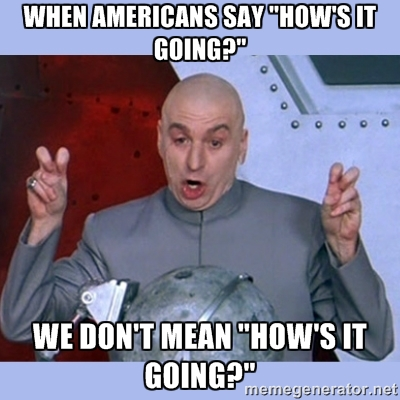 WHEN AMERICANS SAY "HOW'S IT
GOING?"
WE DON'T MEAN "HOW'S IT
GOING?"
memegenerator.net